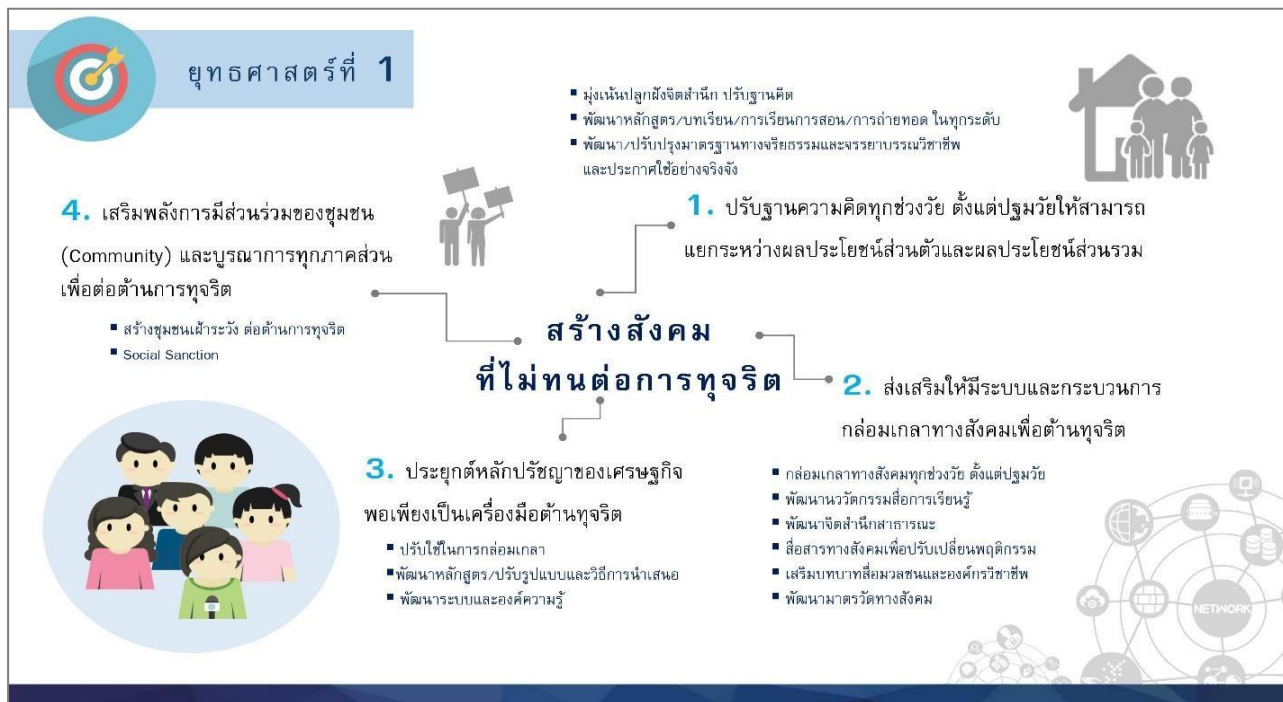 ยุทธศาสตร์ที่ 1
▪ มุ่งเน้นปลูกฝังจิตสำนึก ปรับฐานคิด
▪ พัฒนาหลักสูตร/บทเรียน/การเรียนการสอน/การถ่ายทอด ในทุกระดับ
▪ พัฒนา/ปรับปรุงมาตรฐานทางจริยธรรมและจรรยาบรรณวิชาชีพ
และประกาศใช้อย่างจริงจัง
1. ปรับฐานความคิดทุกช่วงวัย ตั้งแต่ปฐมวัยให้สามารถ
แยกระหว่างผลประโยชน์ส่วนตัวและผลประโยชน์ส่วนรวม
4. เสริมพลังการมีส่วนร่วมของชุมชน
(Community) และบูรณาการทุกภาคส่วน
เพื่อต่อต้านการทุจริต
▪ สร้างชุมชนเฝ้าระวัง ต่อต้านการทุจริต
▪ Social Sanction
สร้างสังคม
ที่ไม่ทนต่อการทุจริต
2. ส่งเสริมให้มีระบบและกระบวนการ
กล่อมเกลาทางสังคมเพื่อต้านทุจริต
▪ กล่อมเกลาทางสังคมทุกช่วงวัย ตั้งแต่ปฐมวัย
▪ พัฒนานวัตกรรมสื่อการเรียนรู้
▪ พัฒนาจิตสำนึกสาธารณะ
▪ สื่อสารทางสังคมเพื่อปรับเปลี่ยนพฤติกรรม
▪ เสริมบทบาทสื่อมวลชนและองค์กรวิชาชีพ
▪ พัฒนามาตรวัดทางสังคม
3. ประยุกต์หลักปรัชญาของเศรษฐกิจ
พอเพียงเป็นเครื่องมือต้านทุจริต
▪ ปรับใช้ในการกล่อมเกลา
▪พัฒนาหลักสูตร/ปรับรูปแบบและวิธีการนำเสนอ
▪ พัฒนาระบบและองค์ความรู้
NETWORK